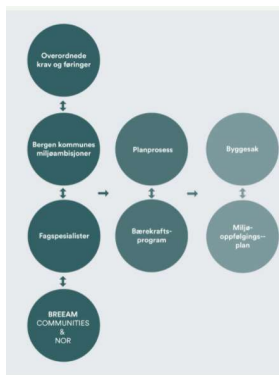 Overordnede
krav og føringer
Bergen kommunes
miljøambisjoner
Planprosess
Byggesak
Fagspesialister
Bærekrafts-
program
Miljø-
oppfølgings-
plan
BREEAM
COMMUNITIES
&
NOR